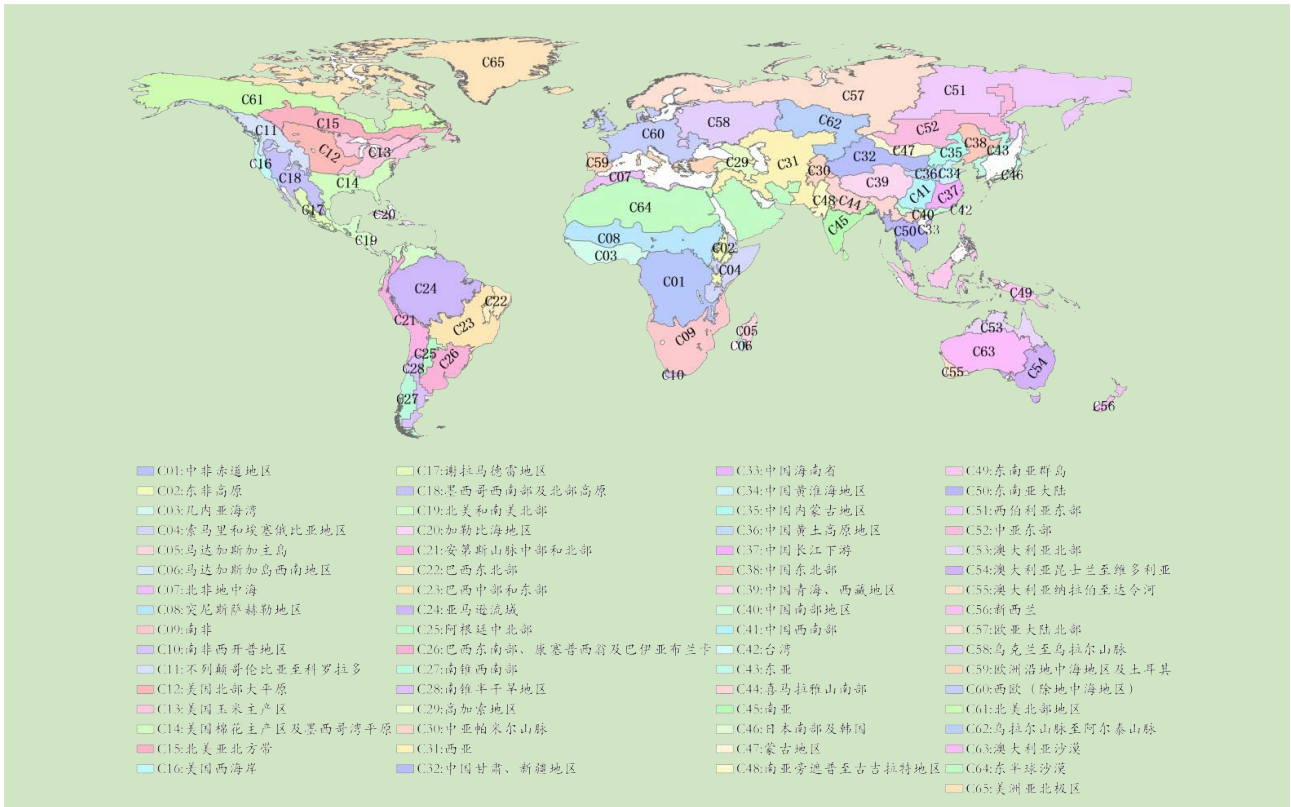 C65
C61
C57
C51
C15
C11
C58
C62
C52
C60
C12
C13
C16
C47
C38
C43
C59
C29
C31
C32
C35
C18
C07
C30
C36
C34
C46
C14
C39
C41
C37
C17
C20
C64
C48
C44
C40
C42
C45
C33
C19
C08
C50
C02
C03
C04
C24
C01
C49
C22
C21
C23
C53
C09
C05
C06
C25
C26
C63
C28
C55
C54
C10
C27
C56
C01:中非赤道地区
C02:东非高原
C03:几内亚海湾
C04:索马里和埃塞俄比亚地区
C05:马达加斯加主岛
C06:马达加斯加岛西南地区
C07:北非地中海
C08:突尼斯萨赫勒地区
C09:南非
C10:南非西开普地区
C11:不列颠哥伦比亚至科罗拉多
C12:美国北部大平原
C13:美国玉米主产区
C14:美国棉花主产区及墨西哥湾平原
C15:北美亚北方带
C16:美国西海岸
C17:谢拉马德雷地区
C18:墨西哥西南部及北部高原
C19:北美和南美北部
C20:加勒比海地区
C21:安第斯山脉中部和北部
C22:巴西东北部
C23:巴西中部和东部
C24:亚马逊流域
C25:阿根廷中北部
C26:巴西东南部、康塞普西翁及巴伊亚布兰卡
C27:南锥西南部
C28:南锥半干旱地区
C29:高加索地区
C30:中亚帕米尔山脉
C31:西亚
C32:中国甘肃、新疆地区
C33:中国海南省
C34:中国黄淮海地区
C35:中国内蒙古地区
C36:中国黄土高原地区
C37:中国长江下游
C38:中国东北部
C39:中国青海、西藏地区
C40:中国南部地区
C41:中国西南部
C42:台湾
C43:东亚
C44:喜马拉雅山南部
C45:南亚
C46:日本南部及韩国
C47:蒙古地区
C48:南亚旁遮普至古吉拉特地区
C49:东南亚群岛
C50:东南亚大陆
C51:西伯利亚东部
C52:中亚东部
C53:澳大利亚北部
C54:澳大利亚昆士兰至维多利亚
C55:澳大利亚纳拉伯至达令河
C56:新西兰
C57:欧亚大陆北部
C58:乌克兰至乌拉尔山脉
C59:欧洲沿地中海地区及土耳其
C60:西欧（除地中海地区）
C61:北美北部地区
C62:乌拉尔山脉至阿尔泰山脉
C63:澳大利亚沙漠
C64:东半球沙漠
C65:美洲亚北极区